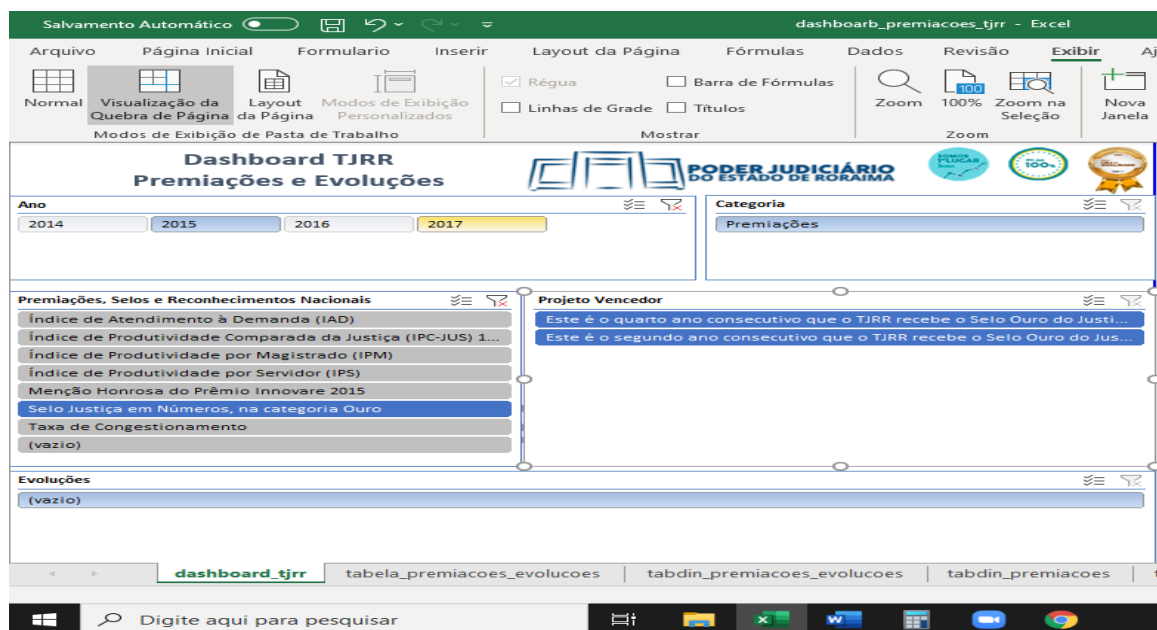 Salvamento Automático
dashboarb_premiacoes_tjrr - Excel
Arquivo Página Inicial Formulario Inserir Layout da Página Fórmulas Dados Revisão Exibir Aj
Normal
Visualização da
Quebra de Página
Layout
da Página
Modos de Exibição
Personalizados
Modos de Exibição de Pasta de Trabalho
Régua
Barra de Fórmulas
Linhas de Grade
Títulos
Mostrar
Zoom
100
100%
Zoom na
Seleção
Zoom
Nova
Janela
Dashboard TJRR
Premiações e Evoluções
PODER JUDICIÁRIO
DO ESTADO DE RORAIMA
SOMOS
1º LUGAR
100%
Ano
2014 2015 2016 2017
Categoria
Premiações
Premiações, Selos e Reconhecimentos Nacionais
Índice de Atendimento à Demanda (IAD)
Índice de Produtividade Comparada da Justiça (IPC-JUS) 1...
Índice de Produtividade por Magistrado (IPM)
Índice de Produtividade por Servidor (IPS)
Menção Honrosa do Prêmio Innovare 2015
Selo Justiça em Números, na categoria Ouro
Taxa de Congestionamento
(vazio)
Projeto Vencedor
Este é o quarto ano consecutivo que o TJRR recebe o Selo Ouro do Justi...
Este é o segundo ano consecutivo que o TJRR recebe o Selo Ouro do Jus...
Evoluções
(vazio)
dashboard_tjrr tabela_premiacoes_evolucoes tabdin_premiacões_evolucoes tabdin_premiacoes
Digite aqui para pesquisar